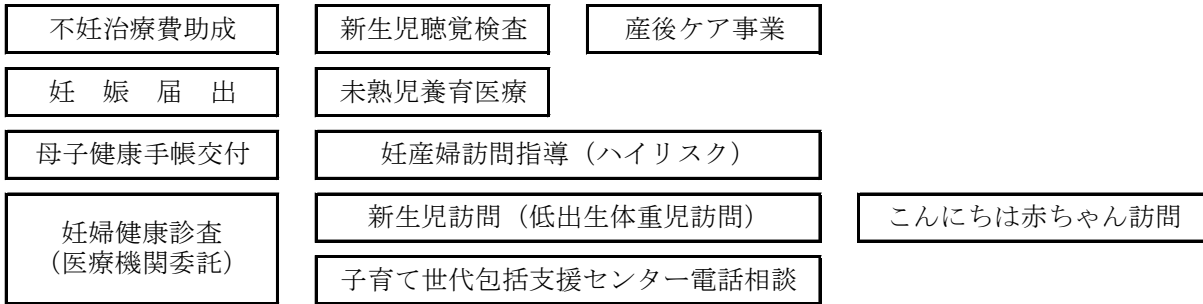 不妊治療費助成
新生児聴覚検査
産後ケア事業
妊 娠 届 出
未熟児養育医療
母子健康手帳交付
妊産婦訪問指導（ハイリスク）
妊婦健康診査
（医療機関委託）
新生児訪問（低出生体重児訪問）
こんにちは赤ちゃん訪問
子育て世代包括支援センター電話相談